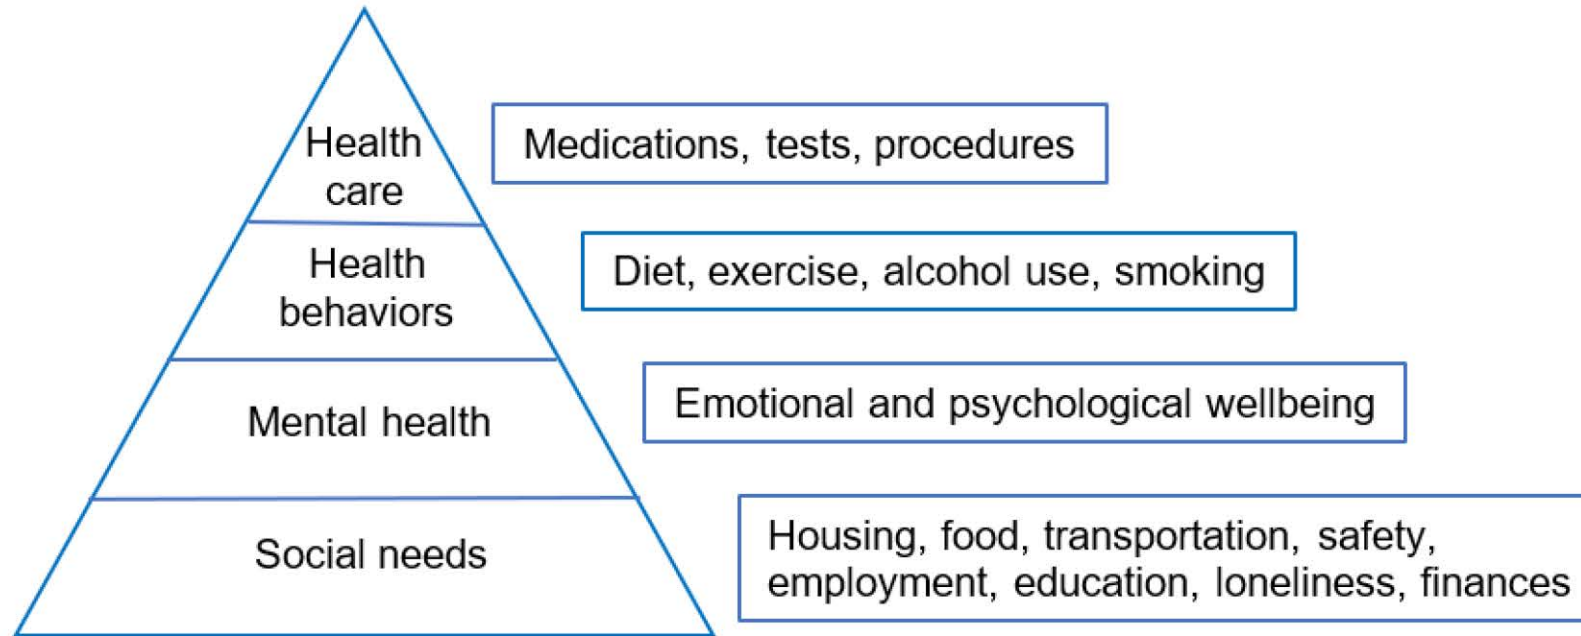 Health
care
Medications, tests, procedures
Health
behaviors
Diet, exercise, alcohol use, smoking
Mental health
Emotional and psychological wellbeing
Social needs
Housing, food, transportation, safety,
employment, education, loneliness, finances